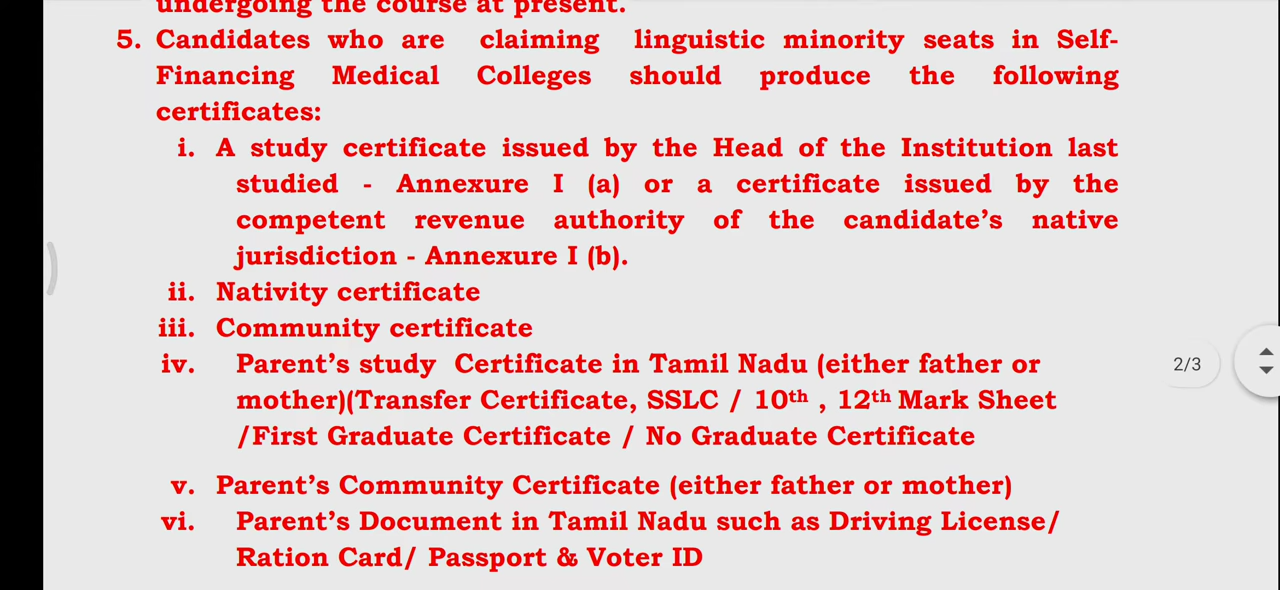 undergoing the course at present.
5. Candidates who are claiming linguistic minority seats in Self-
Financing Medical Colleges should produce the following
certificates:
i. A study certificate issued by the Head of the Institution last
studied - Annexure I (a) or a certificate issued by the
competent revenue authority of the candidate's native
jurisdiction - Annexure I (b).
ii. Nativity certificate
iii. Community certificate
iv. Parent's study Certificate in Tamil Nadu (either father or
mother)(Transfer Certificate, SSLC / 10th , 12th Mark Sheet
/First Graduate Certificate / No Graduate Certificate
2/3
v. Parent's Community Certificate (either father or mother)
vi. Parent's Document in Tamil Nadu such as Driving License/
Ration Card/ Passport & Voter ID